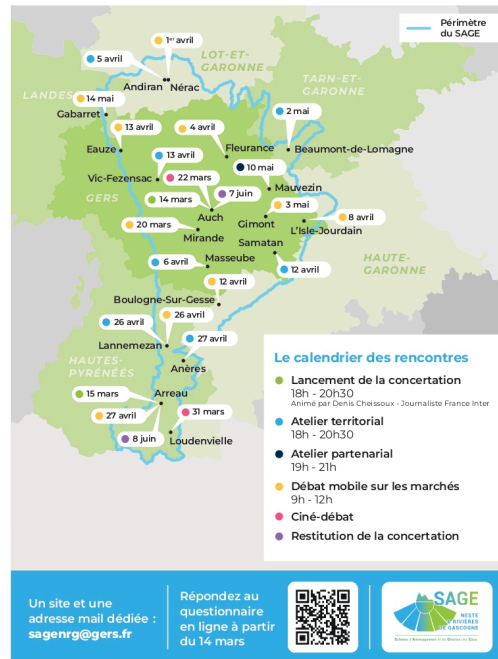 Périmètre
du SAGE
1er avril
5 avril
LOT-ET-
GARONNE
Andiran
Nérac
TARN-ET-
GARONNE
LANDES
14 mai
Gabarret
2 mai
13 avril
4 avril
Eauze
Fleurance
Beaumont-de-Lomagne
13 avril
10 mai
Vic-Fezensac
22 mars
Mauvezin
7 juin
GERS
14 mars
Auch
3 mai
Gimont
8 avril
20 mars
L'Isle-Jourdain
Mirande
Samatan
Masseube
HAUTE-
GARONNE
6 avril
12 avril
12 avril
Boulogne-Sur-Gesse
26 avril
26 avril
27 avril
Lannemezan
Anères
HAUTES-
PYRÉNÉES
15 mars
Arreau
27 avril
31 mars
8 juin
Loudenvielle
Le calendrier des rencontres
Lancement de la concertation
18h - 20h30
Animé par Denis Cheissoux - Journaliste France Inter
Atelier territorial
18h - 20h30
Atelier partenarial
19h - 21h
Débat mobile sur les marchés
9h - 12h
Ciné-débat
Restitution de la concertation
Un site et une
adresse mail dédiée :
sagenrg@gers.fr
Répondez au
questionnaire
en ligne à partir
du 14 mars
SAGE
NESTE
RIVIÈRES
DE GASCOGNE
Schéma d'Aménagement et de Gestion des Eaux